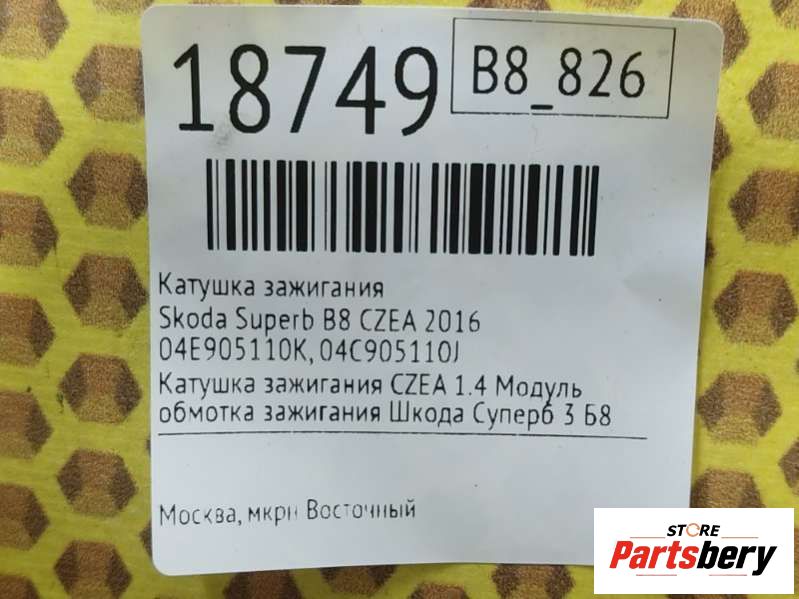 18749
B8_826
Катушка зажигания
Skoda Superb B8 CZEA 2016
04E905110K, 04C905110J
Катушка зажигания CZEA 1.4 Модуль
обмотка зажигания Шкода Суперб 3 Б8
Москва, мкрн Восточный
STORE
Partsbery